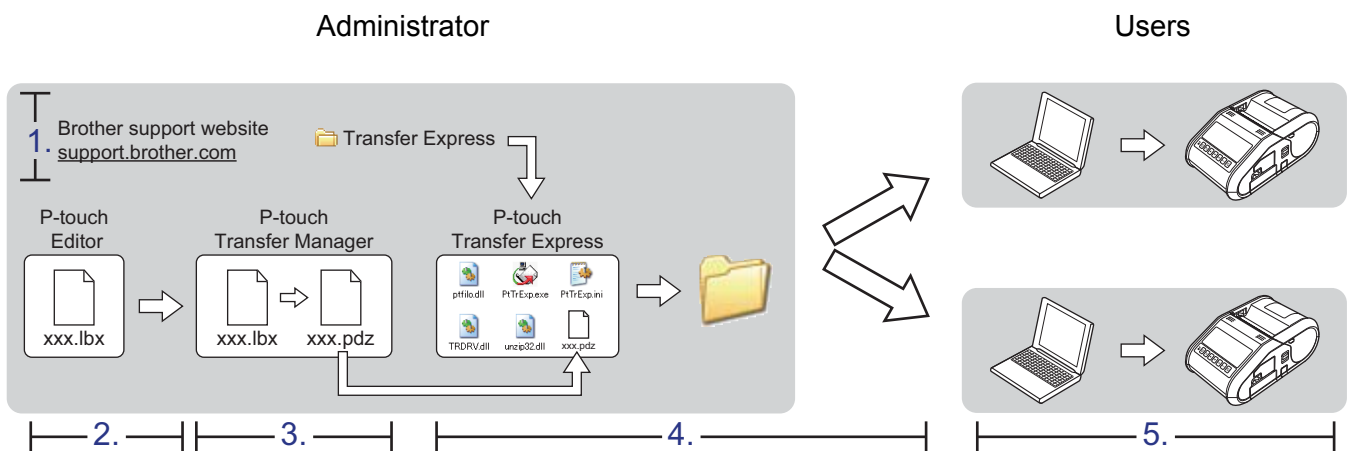 Administrator
Users
1.
Brother support website
support.brother.com
Transfer Express
P-touch
Editor
xxx.lbx
P-touch
Transfer Manager
xxx.lbx
xxx.pdz
P-touch
Transfer Express
ptfilo.dll
PtTrExp.exe
PtTrExp.ini
TRDRV.dll
unzip32.dll
xxx.pdz
2.
3.
4.
5.